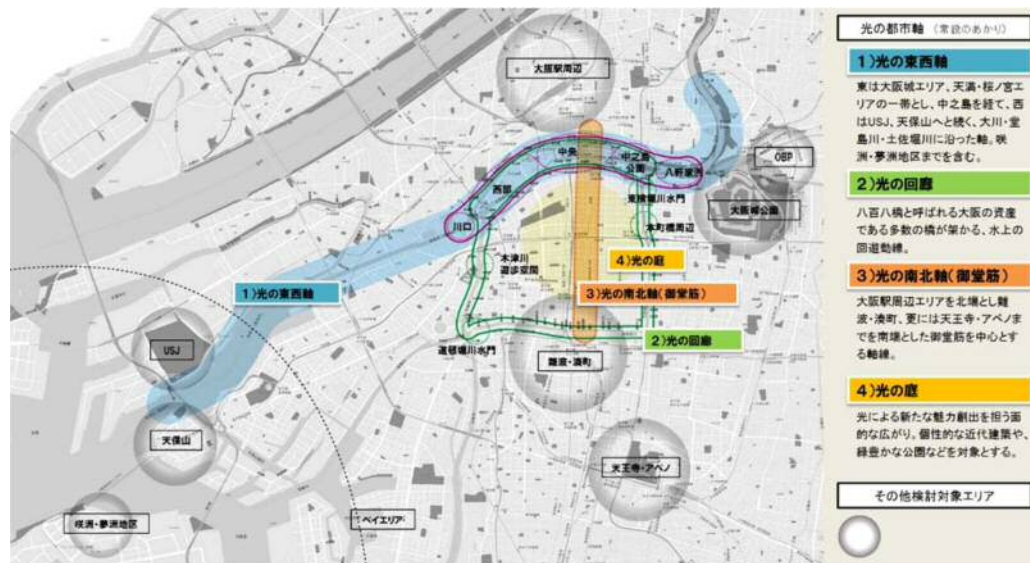 大阪駅周辺
中央
中之島
公園
八軒家浜
OBP
西部
東横堀川水門
大阪城公園
川口
本町橋周辺
木津川
遊歩空間
4)光の庭
1)光の東西軸
3)光の南北軸(御堂筋)
2)光の回廊
道頓堀川水門
USJ
難波・湊町
天保山
天王寺・アベノ
咲洲・夢洲地区
ベイエリア
光の都市軸 (常設のあかり)
1)光の東西軸
東は大阪城エリア、天満・桜ノ宮エ
リアの一帯とし、中之島を経て、西
はUSJ、天保山へと続く、大川・堂
島川・土佐堀川に沿った軸。咲
洲・夢洲地区までを含む。
2)光の回廊
八百八橋と呼ばれる大阪の資産
である多数の橋が架かる、水上の
回遊動線。
3)光の南北軸(御堂筋)
大阪駅周辺エリアを北端とし難
波・湊町、更には天王寺・アベノま
でを南端とした御堂筋を中心とす
る軸線。
4)光の庭
光による新たな魅力創出を担う面
的な広がり。個性的な近代建築や、
緑豊かな公園などを対象とする。
その他検討対象エリア